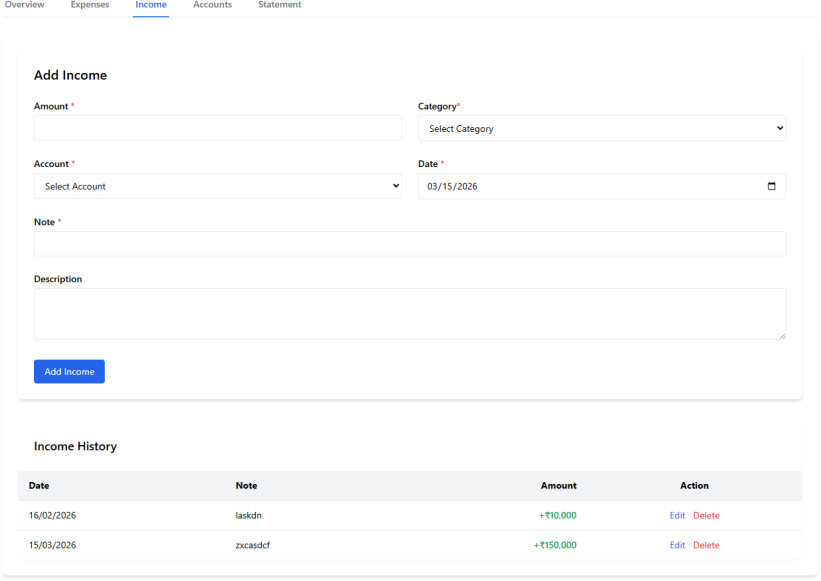 Overview Expenses Income Accounts Statement
Add Income
Amount * Category*
Select Category
Account * Date *
Select Account 03/15/2026
Note *
Description
Add Income
Income History
Date Note Amount Action
16/02/2026 laskdn +₹10,000 Edit Delete
15/03/2026 zxcasdcf +₹150,000 Edit Delete